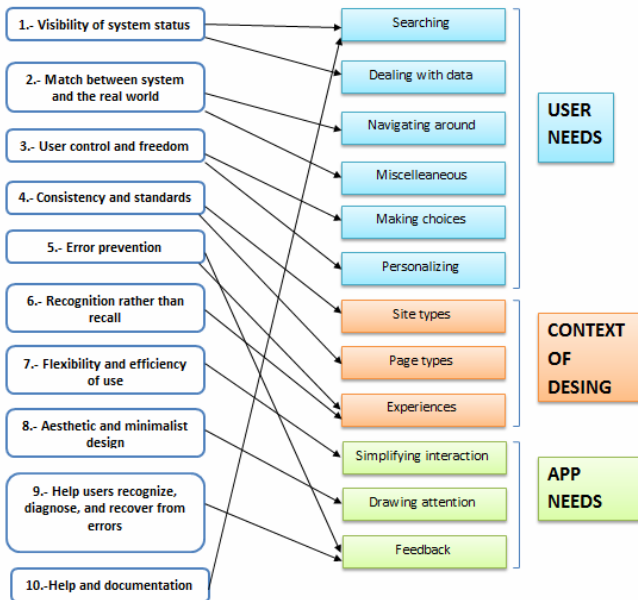 1.- Visibility of system status
2.- Match between system
and the real world
3.- User control and freedom
4.- Consistency and standards
5.- Error prevention
6.- Recognition rather than
recall
7.- Flexibility and efficiency
of use
8.- Aesthetic and minimalist
design
9.- Help users recognize,
diagnose, and recover from
errors
10.-Help and documentation
Searching
Dealing with data
Navigating around
Miscelleaneous
Making choices
Personalizing
Site types
Page types
Experiences
Simplifying interaction
Drawing attention
Feedback
USER
NEEDS
CONTEXT
OF
DESING
APP
NEEDS